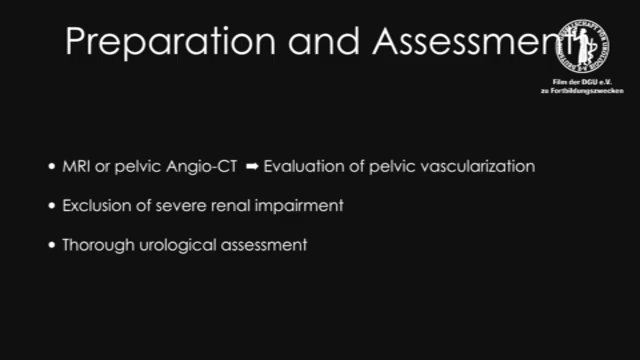 Preparation and Assessment
Film der DGU e.V.
zu Fortbildungszwecken
• MRI or pelvic Angio-CT ➡ Evaluation of pelvic vascularization
• Exclusion of severe renal impairment
• Thorough urological assessment